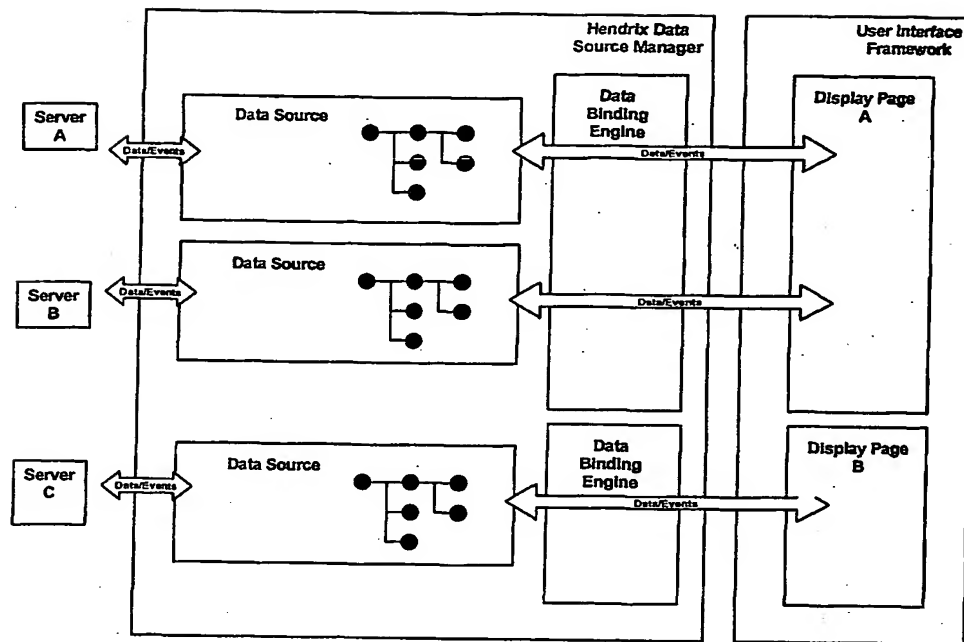 Hendrix Data
Source Manager
User Interface
Framework
Server
A
Data/Events
Data Source
Data
Binding
Engine
Data/Events
Display Page
A
Server
B
Data/Events
Data Source
Data/Events
Server
C
Data/Events
Data Source
Data
Binding
Engine
Data/Events
Display Page
B